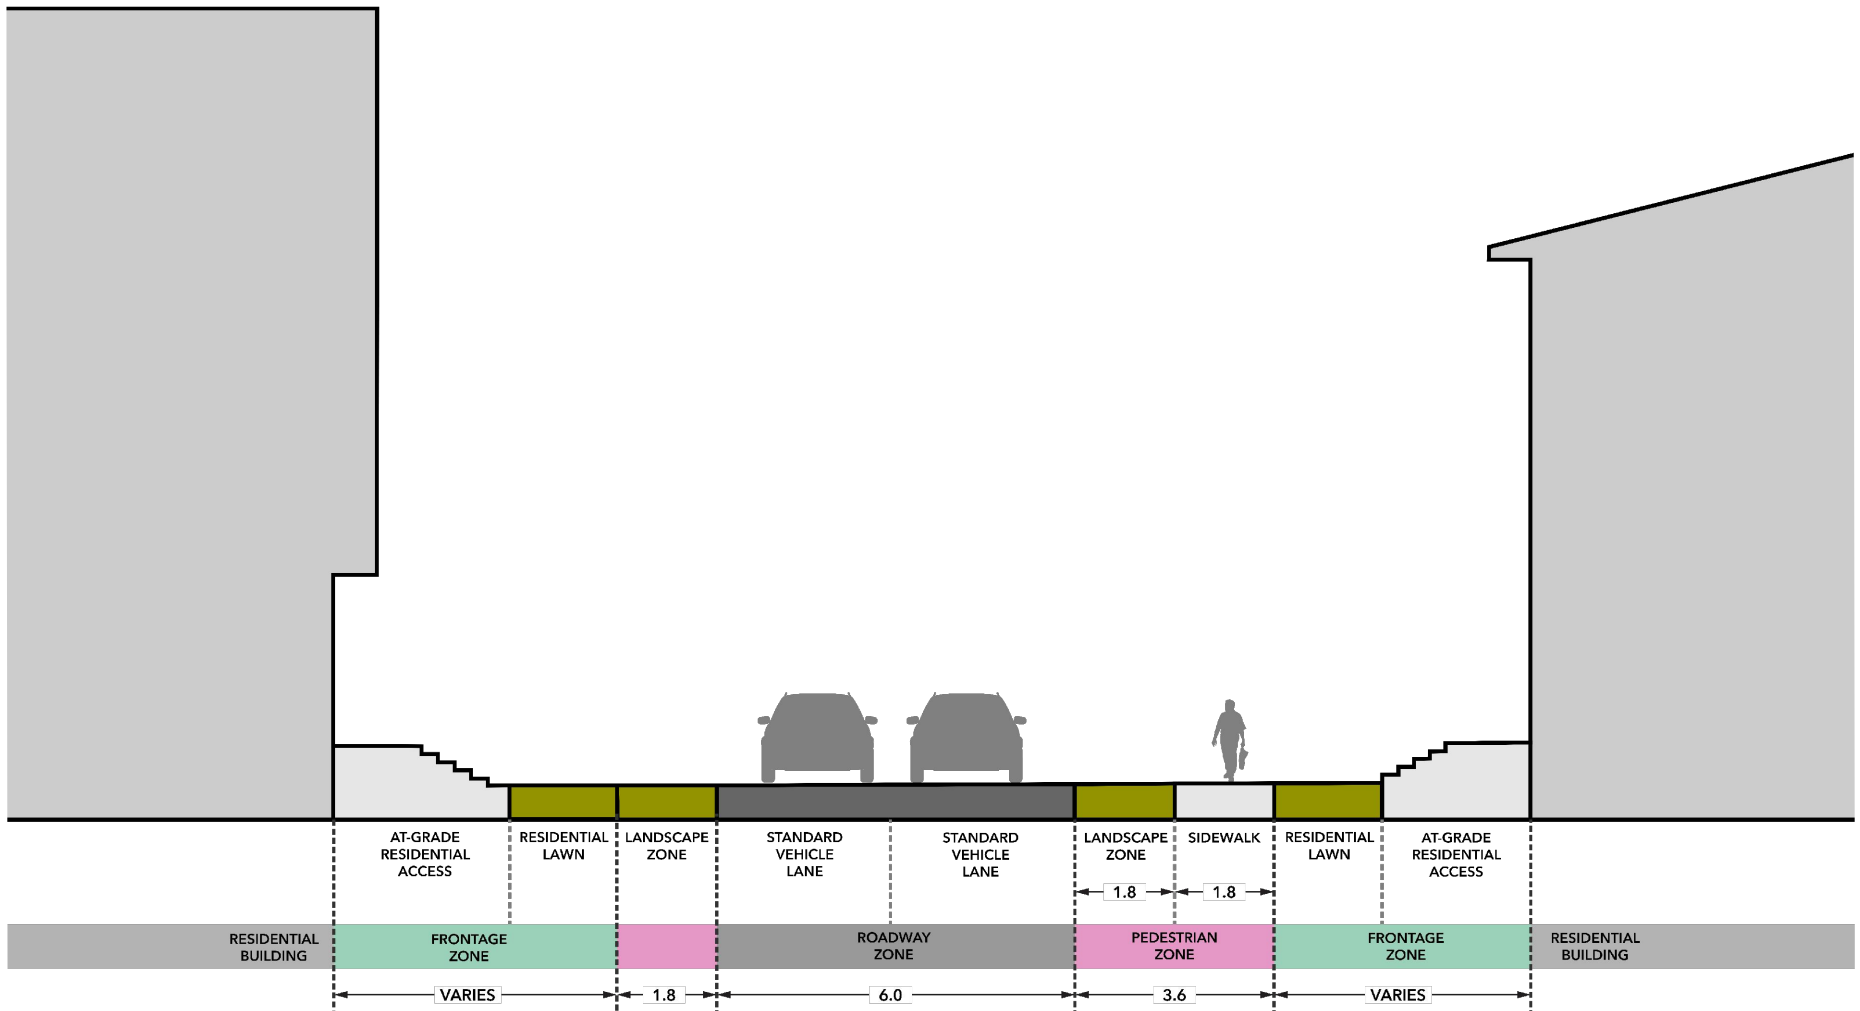 AT-GRADE
RESIDENTIAL
ACCESS
RESIDENTIAL
LAWN
LANDSCAPE
ZONE
STANDARD
VEHICLE
LANE
STANDARD
VEHICLE
LANE
LANDSCAPE
ZONE
SIDEWALK
RESIDENTIAL
LAWN
AT-GRADE
RESIDENTIAL
ACCESS
1.8
1.8
RESIDENTIAL
BUILDING
FRONTAGE
ZONE
ROADWAY
ZONE
PEDESTRIAN
ZONE
FRONTAGE
ZONE
RESIDENTIAL
BUILDING
VARIES
1.8
6.0
3.6
VARIES